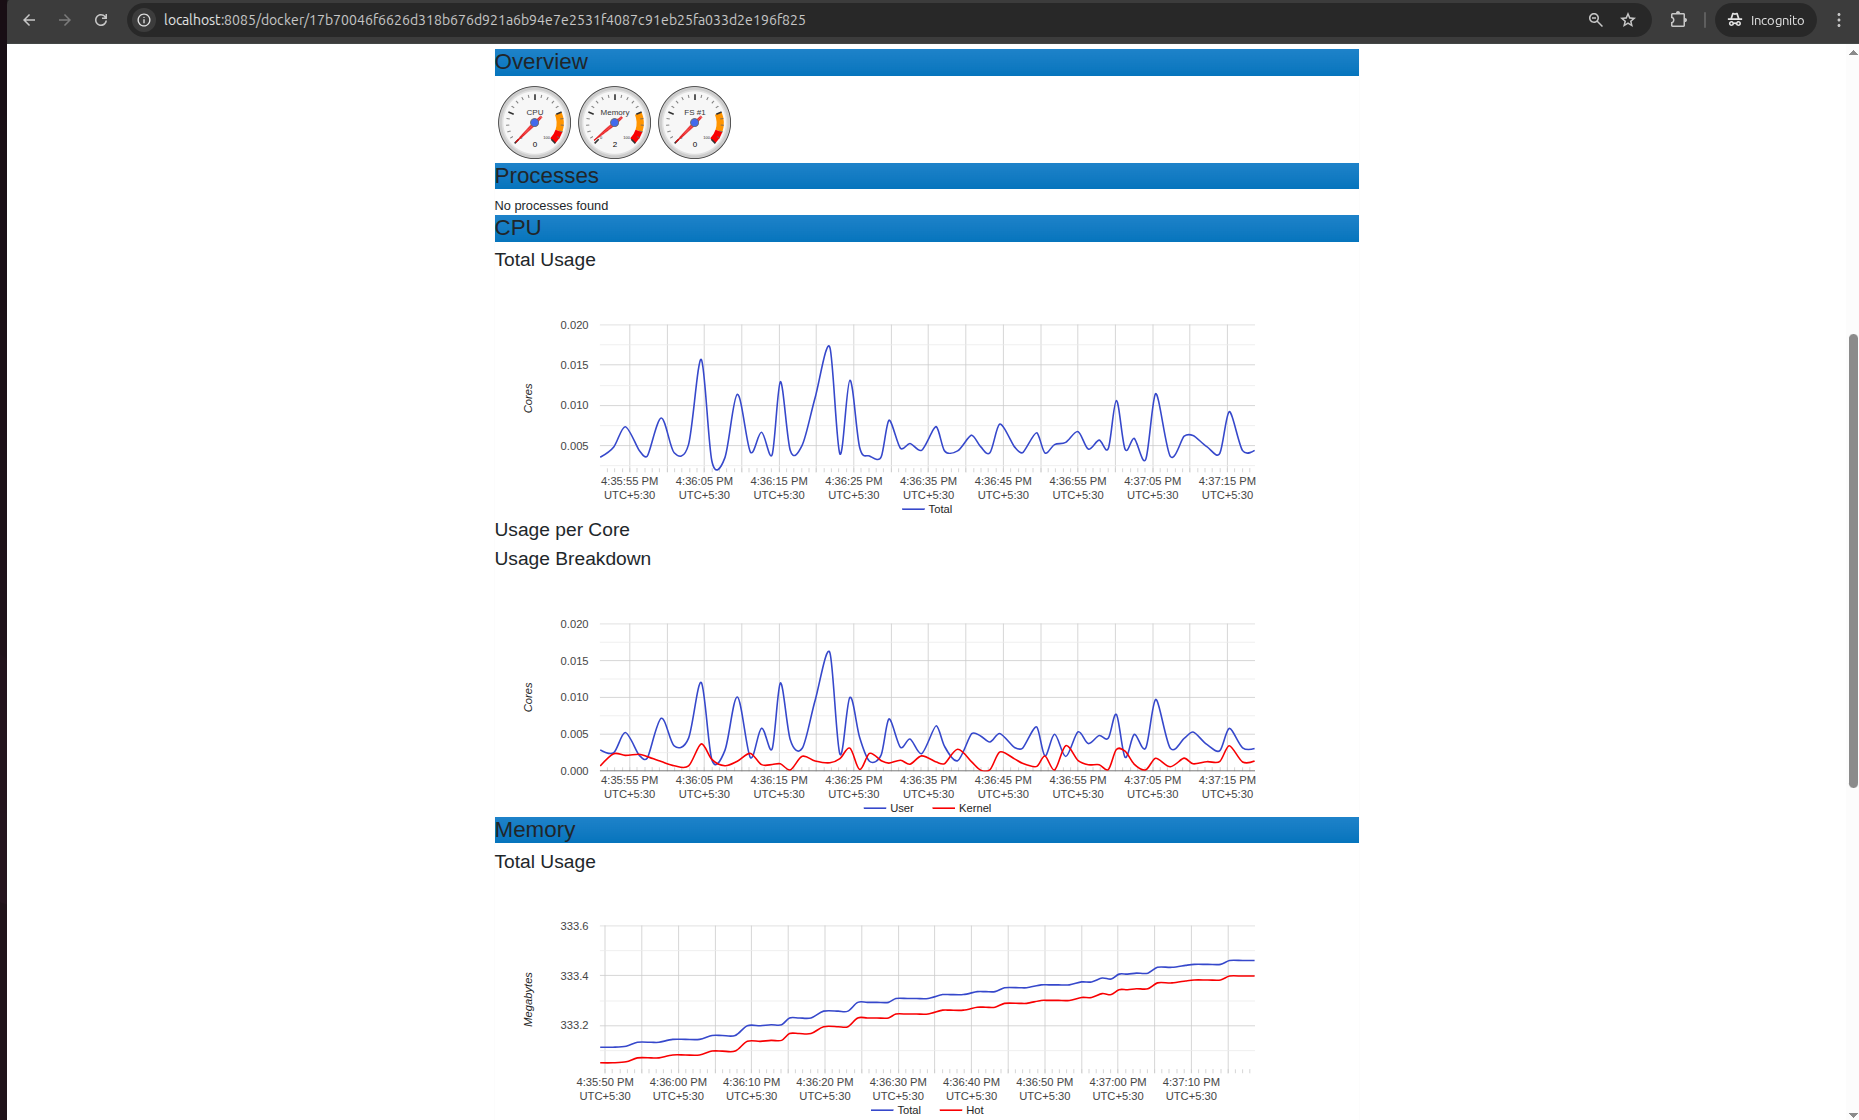 localhost:8085/docker/17b70046f6626d318b676d921a6b94e7e2531f4087c91eb25fa033d2e196f825
Incognito
Overview
CPU
0
Memory
2
FS #1
0
Processes
No processes found
CPU
Total Usage
0.020
0.015
0.010
0.005
Cores
4:35:55 PM 4:36:05 PM 4:36:15 PM 4:36:25 PM 4:36:35 PM 4:36:45 PM 4:36:55 PM 4:37:05 PM 4:37:15 PM
UTC+5:30 UTC+5:30 UTC+5:30 UTC+5:30 UTC+5:30 UTC+5:30 UTC+5:30 UTC+5:30 UTC+5:30
Total
Usage per Core
Usage Breakdown
0.020
0.015
0.010
0.005
0.000
Cores
4:35:55 PM 4:36:05 PM 4:36:15 PM 4:36:25 PM 4:36:35 PM 4:36:45 PM 4:36:55 PM 4:37:05 PM 4:37:15 PM
UTC+5:30 UTC+5:30 UTC+5:30 UTC+5:30 UTC+5:30 UTC+5:30 UTC+5:30 UTC+5:30 UTC+5:30
User Kernel
Memory
Total Usage
333.6
333.4
333.2
Megabytes
4:35:50 PM 4:36:00 PM 4:36:10 PM 4:36:20 PM 4:36:30 PM 4:36:40 PM 4:36:50 PM 4:37:00 PM 4:37:10 PM
UTC+5:30 UTC+5:30 UTC+5:30 UTC+5:30 UTC+5:30 UTC+5:30 UTC+5:30 UTC+5:30 UTC+5:30
Total Hot